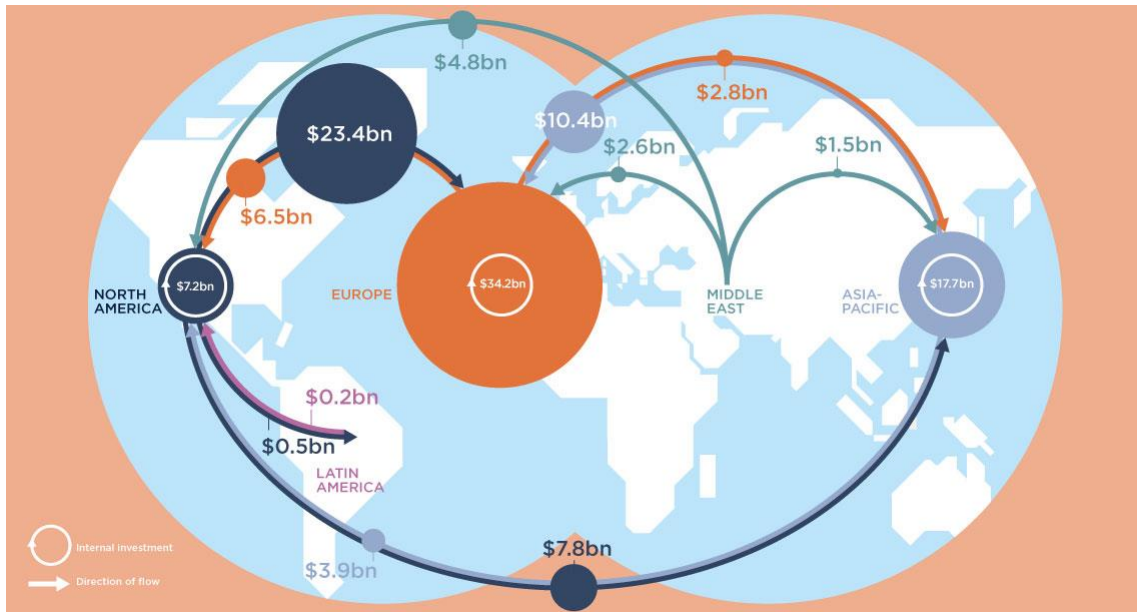 $4.8bn
$2.8bn
$23.4bn
$10.4bn
$2.6bn
$1.5bn
$6.5bn
$7.2bn
$34.2bn
$17.7bn
NORTH
AMERICA
EUROPE
MIDDLE
EAST
ASIA-
PACIFIC
$0.2bn
$0.5bn
LATIN
AMERICA
$7.8bn
$3.9bn
Internal investment
Direction of flow